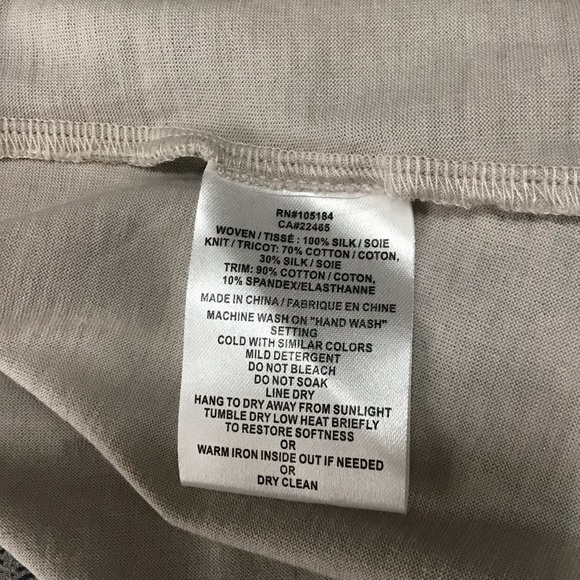 RN#105184
CA#22465
WOVEN / TISSÉ : 100% SILK / SOIE
KNIT / TRICOT: 70% COTTON / COTON,
30% SILK / SOIE
TRIM: 90% COTTON / COTON,
10% SPANDEX/ELASTHANNE
MADE IN CHINA / FABRIQUE EN CHINE
MACHINE WASH ON "HAND WASH"
SETTING
COLD WITH SIMILAR COLORS
MILD DETERGENT
DO NOT BLEACH
DO NOT SOAK
LINE DRY
HANG TO DRY AWAY FROM SUNLIGHT
TUMBLE DRY LOW HEAT BRIEFLY
TO RESTORE SOFTNESS
OR
WARM IRON INSIDE OUT IF NEEDED
OR
DRY CLEAN